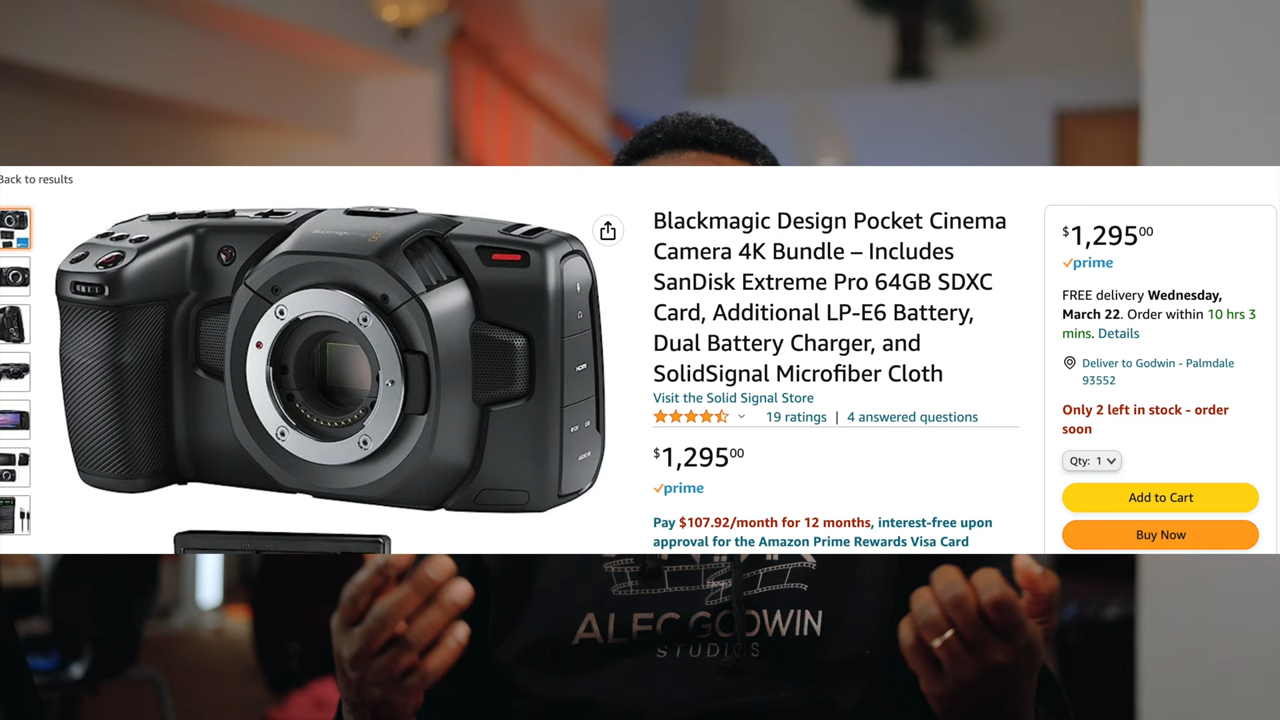 Back to results
Blackmagic Design Pocket Cinema
Camera 4K Bundle – Includes
SanDisk Extreme Pro 64GB SDXC
Card, Additional LP-E6 Battery,
Dual Battery Charger, and
SolidSignal Microfiber Cloth
Visit the Solid Signal Store
19 ratings | 4 answered questions
$1,295.00
prime
Pay $107.92/month for 12 months, interest-free upon
approval for the Amazon Prime Rewards Visa Card
$1,295.00
prime
FREE delivery Wednesday,
March 22. Order within 10 hrs 3
mins. Details
Deliver to Godwin - Palmdale
93552
Only 2 left in stock - order
soon
Qty: 1
Add to Cart
Buy Now
HDMI
ALEC GODWIN
STUDIOS